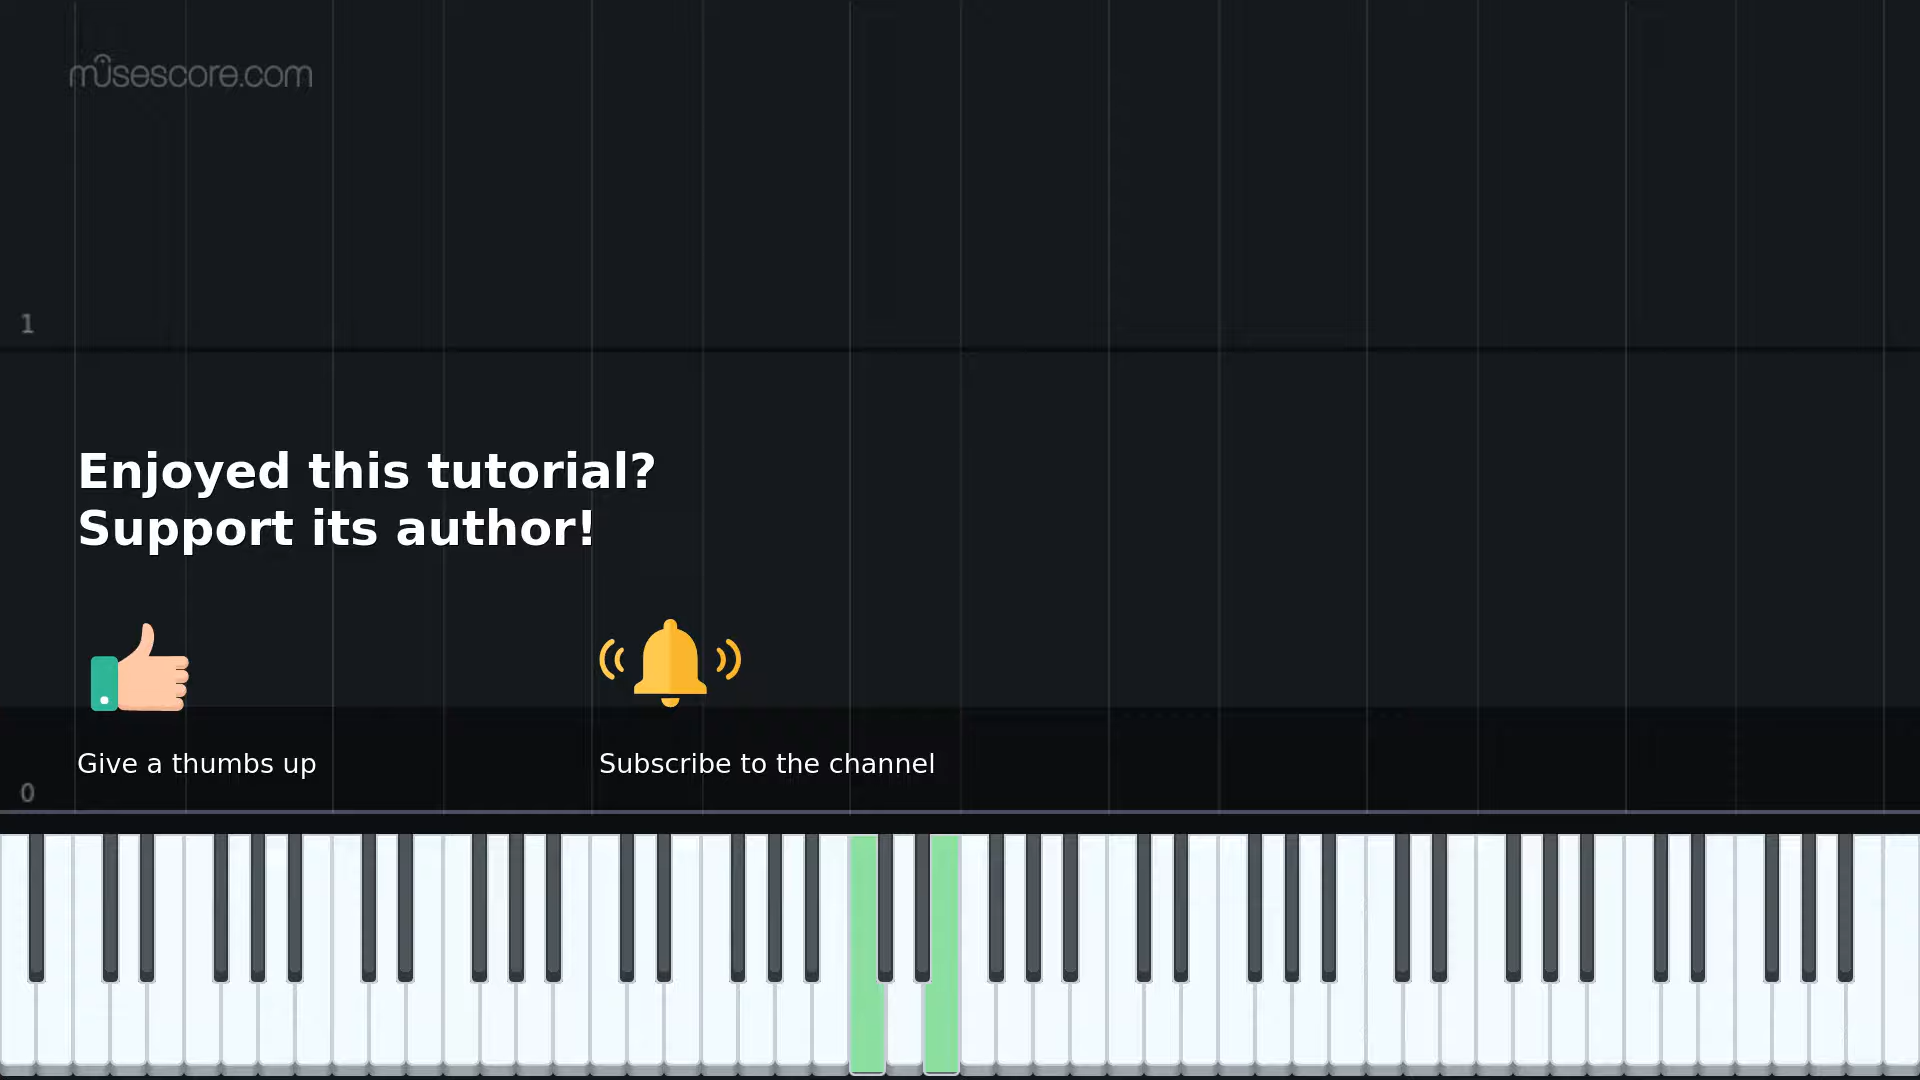 musescore.com
1
Enjoyed this tutorial?
Support its author!
Give a thumbs up
Subscribe to the channel
0